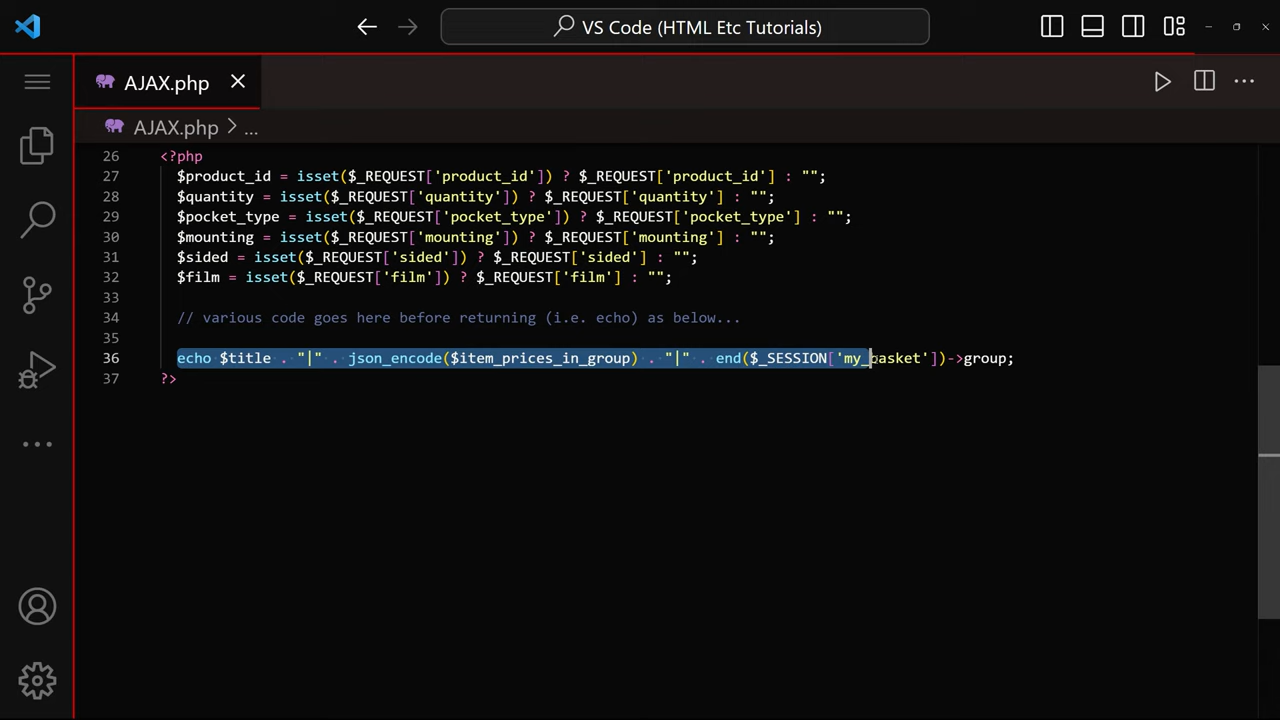 VS Code (HTML Etc Tutorials)
AJAX.php
AJAX.php > ...
26 <?php
27 $product_id = isset($_REQUEST['product_id']) ? $_REQUEST['product_id'] : "";
28 $quantity = isset($_REQUEST['quantity']) ? $_REQUEST['quantity'] : "";
29 $pocket_type = isset($_REQUEST['pocket_type']) ? $_REQUEST['pocket_type'] : "";
30 $mounting = isset($_REQUEST['mounting']) ? $_REQUEST['mounting'] : "";
31 $sided = isset($_REQUEST['sided']) ? $_REQUEST['sided'] : "";
32 $film = isset($_REQUEST['film']) ? $_REQUEST['film'] : "";
33
34 // various code goes here before returning (i.e. echo) as below...
35
36 echo $title . "|" . json_encode($item_prices_in_group) . "|" . end($_SESSION['my_basket'])->group;
37 ?>